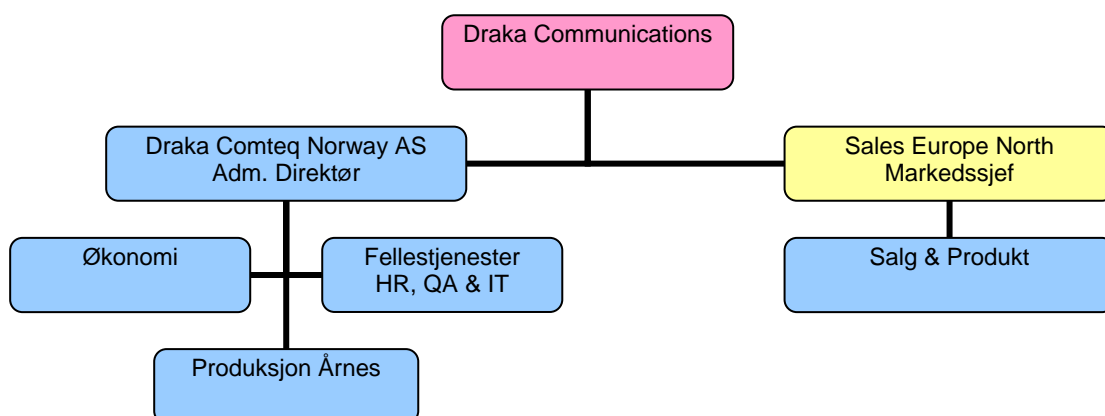 Draka Communications
Draka Comteq Norway AS
Adm. Direktør
Sales Europe North
Markedssjef
Økonomi
Fellestjenester
HR, QA & IT
Salg & Produkt
Produksjon Årnes